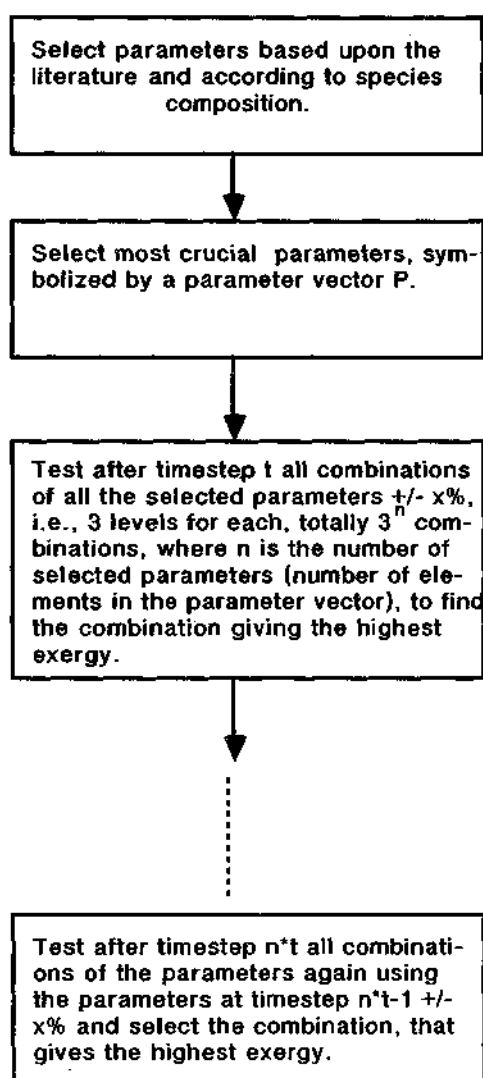 Select parameters based upon the
literature and according to species
composition.
Select most crucial parameters, sym-
bolized by a parameter vector P.
Test after timestep t all combinations
of all the selected parameters +/- x%,
i.e., 3 levels for each, totally 3^n com-
binations, where n is the number of
selected parameters (number of ele-
ments in the parameter vector), to find
the combination giving the highest
exergy.
Test after timestep n*t all combinati-
ons of the parameters again using
the parameters at timestep n*t-1 +/-
x% and select the combination, that
gives the highest exergy.